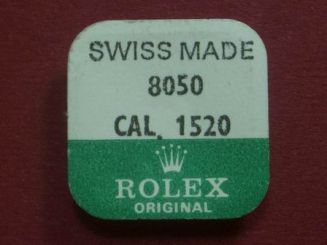 SWISS MADE
8050
CAL. 1520
ROLEX
ORIGINAL